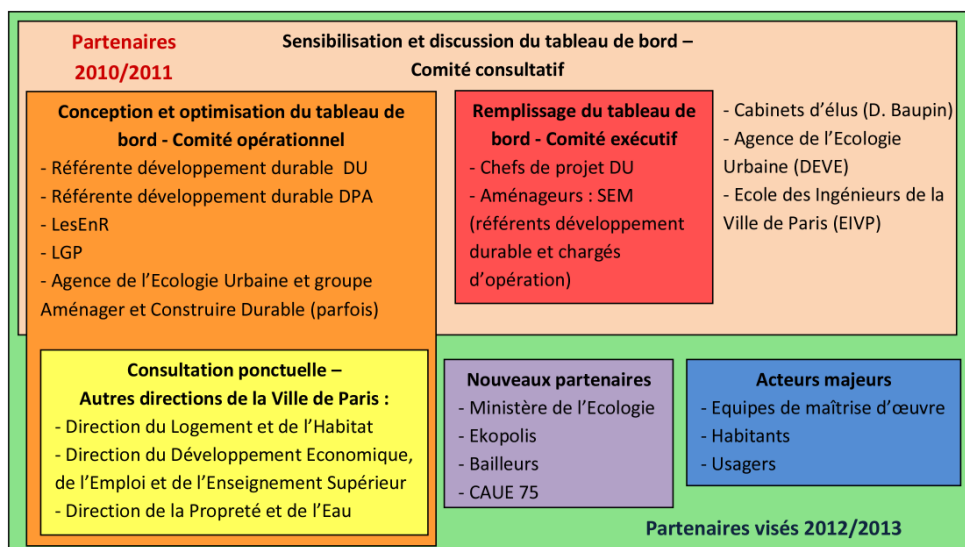 Partenaires
2010/2011
Sensibilisation et discussion du tableau de bord –
Comité consultatif
Conception et optimisation du tableau de
bord - Comité opérationnel
- Référente développement durable  DU
- Référente développement durable DPA
- LesEnR
- LGP
- Agence de l’Ecologie Urbaine et groupe
Aménager et Construire Durable (parfois)
Remplissage du tableau de
bord - Comité exécutif
- Chefs de projet DU
- Aménageurs : SEM
(référents développement
durable et chargés
d’opération)
- Cabinets d’élus (D. Baupin)
- Agence de l’Ecologie
Urbaine (DEVE)
- Ecole des Ingénieurs de la
Ville de Paris (EIVP)
Consultation ponctuelle –
Autres directions de la Ville de Paris :
- Direction du Logement et de l’Habitat
- Direction du Développement Economique,
de l’Emploi et de l’Enseignement Supérieur
- Direction de la Propreté et de l’Eau
Nouveaux partenaires
- Ministère de l’Ecologie
- Ekopolis
- Bailleurs
- CAUE 75
Acteurs majeurs
- Equipes de maîtrise d’œuvre
- Habitants
- Usagers
Partenaires visés 2012/2013